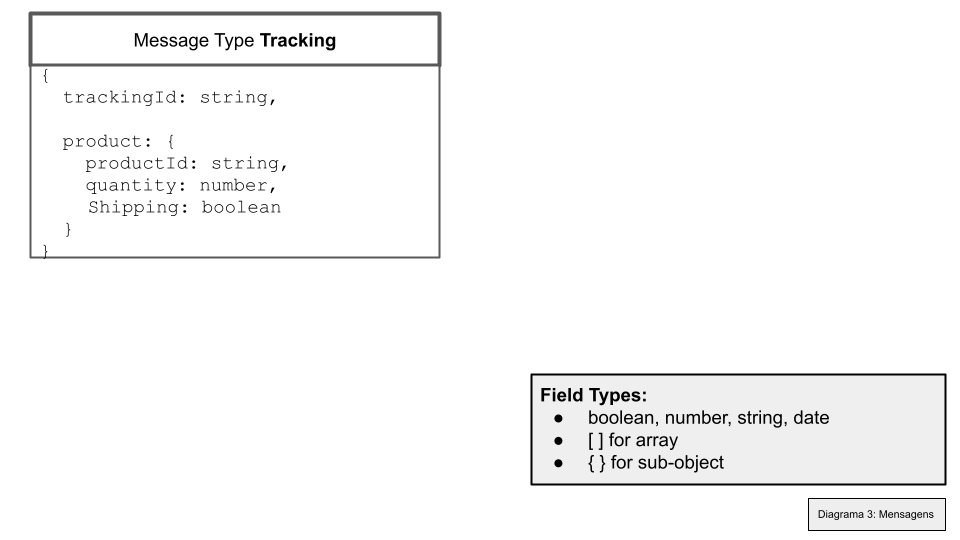 Message Type Tracking
{
  trackingId: string,
  product: {
    productId: string,
    quantity: number,
    Shipping: boolean
  }
}
Field Types:
● boolean, number, string, date
● [ ] for array
● { } for sub-object
Diagrama 3: Mensagens